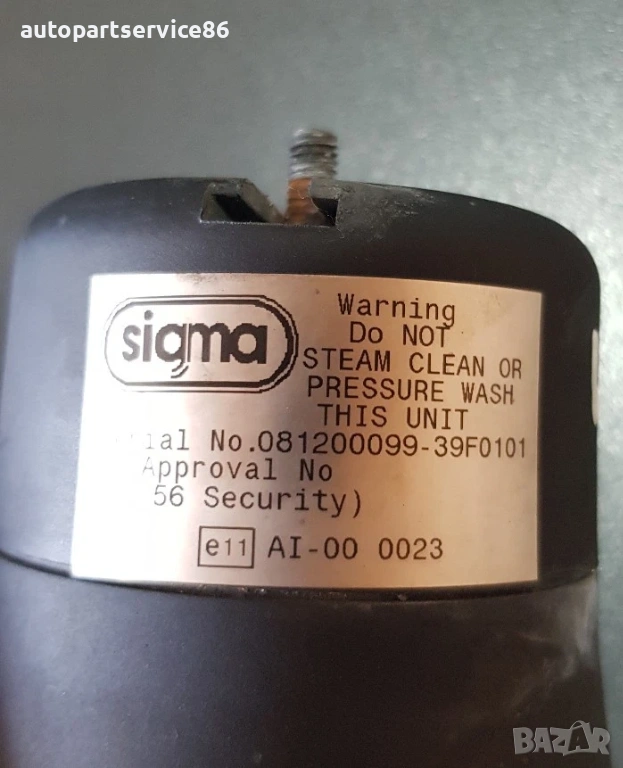 autopartservice86
sigma
Warning
Do NOT
STEAM CLEAN OR
PRESSURE WASH
THIS UNIT
No.081200099-39F0101
Approval No
56 Security)
e11 AI-00 0023
BAZAR